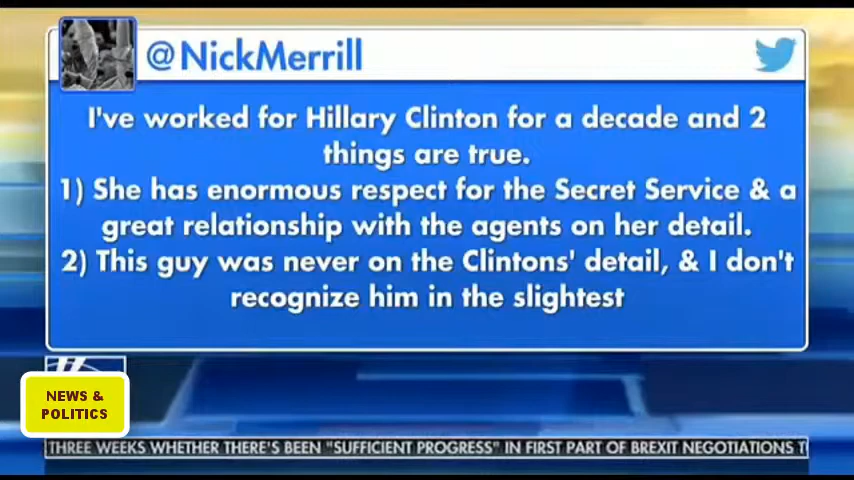 @NickMerrill
I've worked for Hillary Clinton for a decade and 2
things are true.
1) She has enormous respect for the Secret Service & a
great relationship with the agents on her detail.
2) This guy was never on the Clintons' detail, & I don't
recognize him in the slightest
NEWS &
POLITICS
THREE WEEKS WHETHER THERE'S BEEN "SUFFICIENT PROGRESS" IN FIRST PART OF BREXIT NEGOTIATIONS